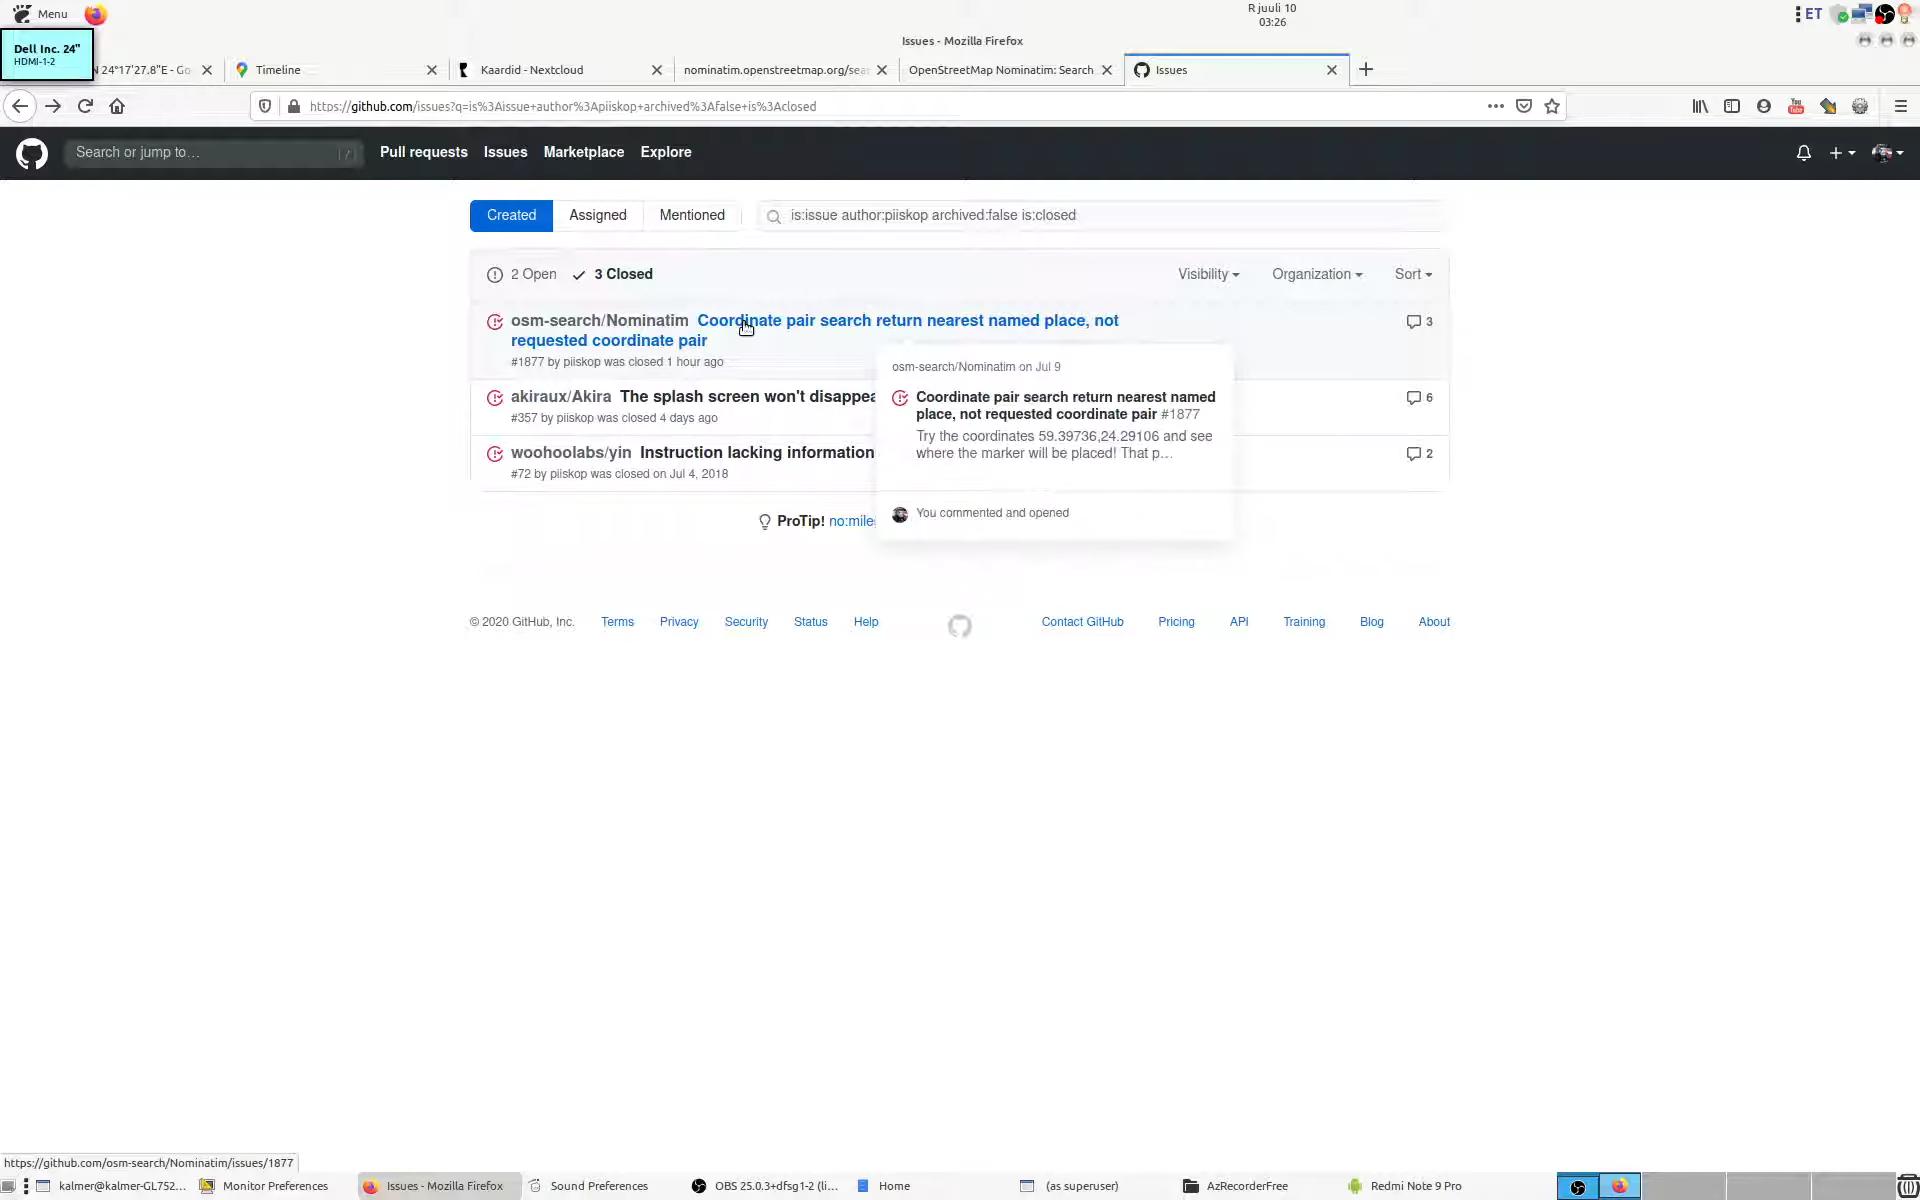 Menu
R juuli 10
03:26
ET
Issues - Mozilla Firefox
Dell Inc. 24"
HDMI-1-2
N 24°17'27.8"E - Go
Timeline
Kaardid - Nextcloud
nominatim.openstreetmap.org/sea
OpenStreetMap Nominatim: Search
Issues
https://github.com/issues?q=is%3Aissue+author%3Apiiskop+archived%3Afalse+is%3Aclosed
Search or jump to…
/
Pull requests
Issues
Marketplace
Explore
Created
Assigned
Mentioned
is:issue author:piiskop archived:false is:closed
2 Open
3 Closed
Visibility
Organization
Sort
osm-search/Nominatim Coordinate pair search return nearest named place, not
requested coordinate pair
#1877 by piiskop was closed 1 hour ago
3
osm-search/Nominatim on Jul 9
Coordinate pair search return nearest named
place, not requested coordinate pair #1877
Try the coordinates 59.39736,24.29106 and see
where the marker will be placed! That p…
You commented and opened
akiraux/Akira The splash screen won't disappea
#357 by piiskop was closed 4 days ago
6
woohoolabs/yin Instruction lacking information
#72 by piiskop was closed on Jul 4, 2018
2
ProTip! no:mile
© 2020 GitHub, Inc.
Terms
Privacy
Security
Status
Help
Contact GitHub
Pricing
API
Training
Blog
About
https://github.com/osm-search/Nominatim/issues/1877
kalmer@kalmer-GL752...
Monitor Preferences
Issues - Mozilla Firefox
Sound Preferences
OBS 25.0.3+dfsg1-2 (li...
Home
(as superuser)
AzRecorderFree
Redmi Note 9 Pro